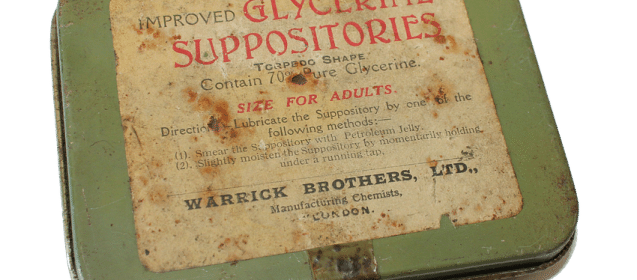 IMPROVED GLYCERINE
SUPPOSITORIES
TORPEDO SHAPE
Contain 70% Pure Glycerine.
SIZE FOR ADULTS.
Directions—Lubricate the Suppository by one of the
following methods:—
(1). Smear the Suppository with Petroleum Jelly.
(2). Slightly moisten the Suppository by momentarily holding
under a running tap.
WARRICK BROTHERS, LTD.,
Manufacturing Chemists,
LONDON.